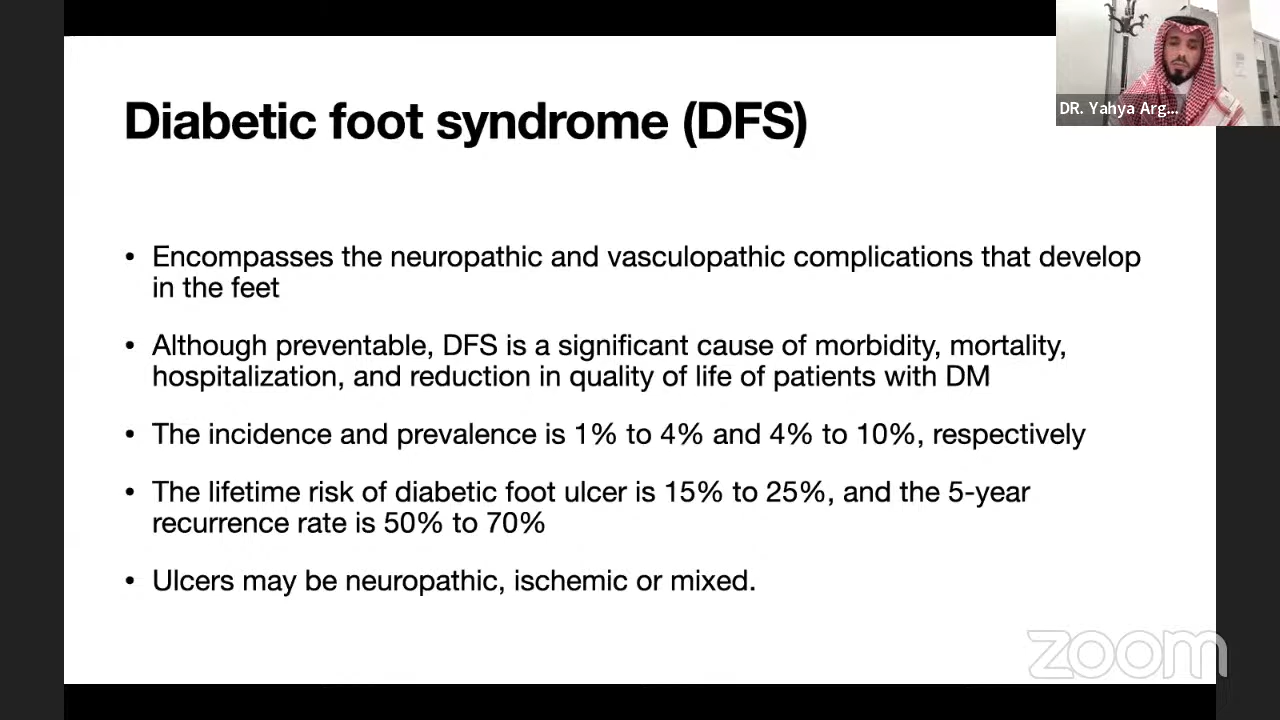 Diabetic foot syndrome (DFS)
DR. Yahya Arg...
• Encompasses the neuropathic and vasculopathic complications that develop
in the feet
• Although preventable, DFS is a significant cause of morbidity, mortality,
hospitalization, and reduction in quality of life of patients with DM
• The incidence and prevalence is 1% to 4% and 4% to 10%, respectively
• The lifetime risk of diabetic foot ulcer is 15% to 25%, and the 5-year
recurrence rate is 50% to 70%
• Ulcers may be neuropathic, ischemic or mixed.
zoom